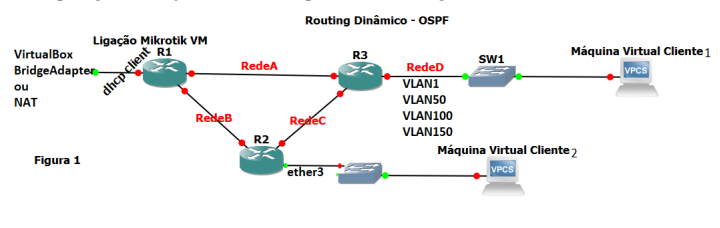 Routing Dinâmico - OSPF
Ligação Mikrotik VM
R1
R3
SW1
Máquina Virtual Cliente 1
VirtualBox
BridgeAdapter
ou
NAT
dhcp client
RedeA
RedeD
VPCS
VLAN1
VLAN50
VLAN100
VLAN150
RedeB
RedeC
R2
Máquina Virtual Cliente 2
Figura 1
ether3
VPCS